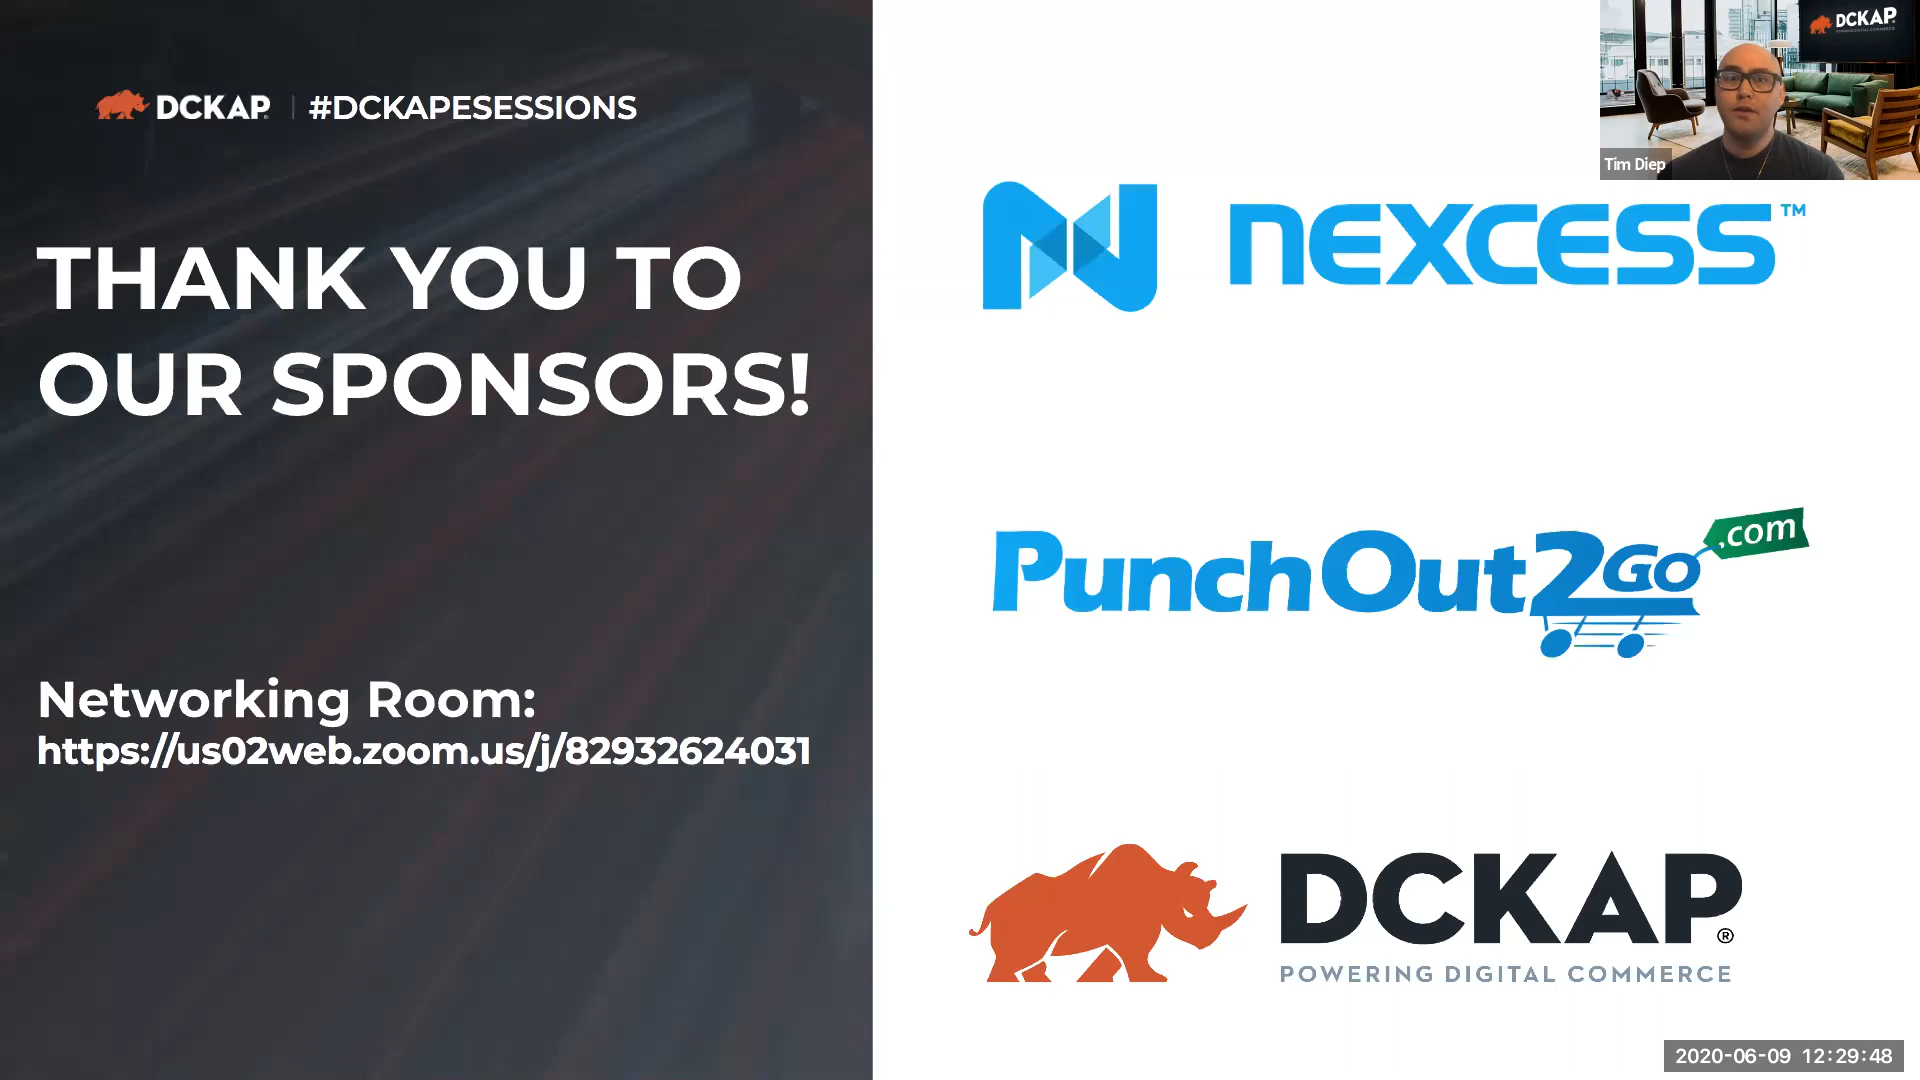 DCKAP® | #DCKAPESESSIONS
THANK YOU TO
OUR SPONSORS!
Networking Room:
https://us02web.zoom.us/j/82932624031
DCKAP
Tim Diep
NEXCESS™
PunchOut2Go.com
DCKAP®
POWERING DIGITAL COMMERCE
2020-06-09 12:29:48